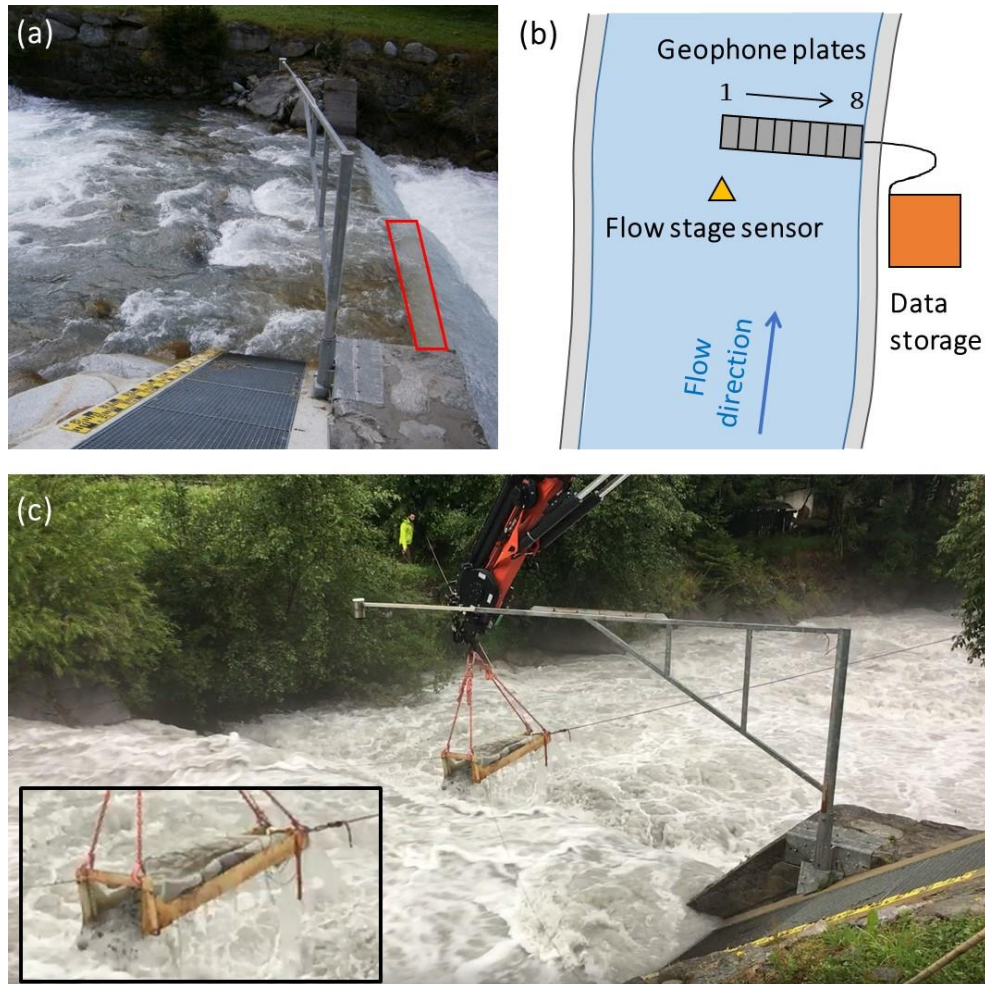 (a)
(b)
Geophone plates
1
8
Flow stage sensor
Data
storage
Flow
direction
(c)